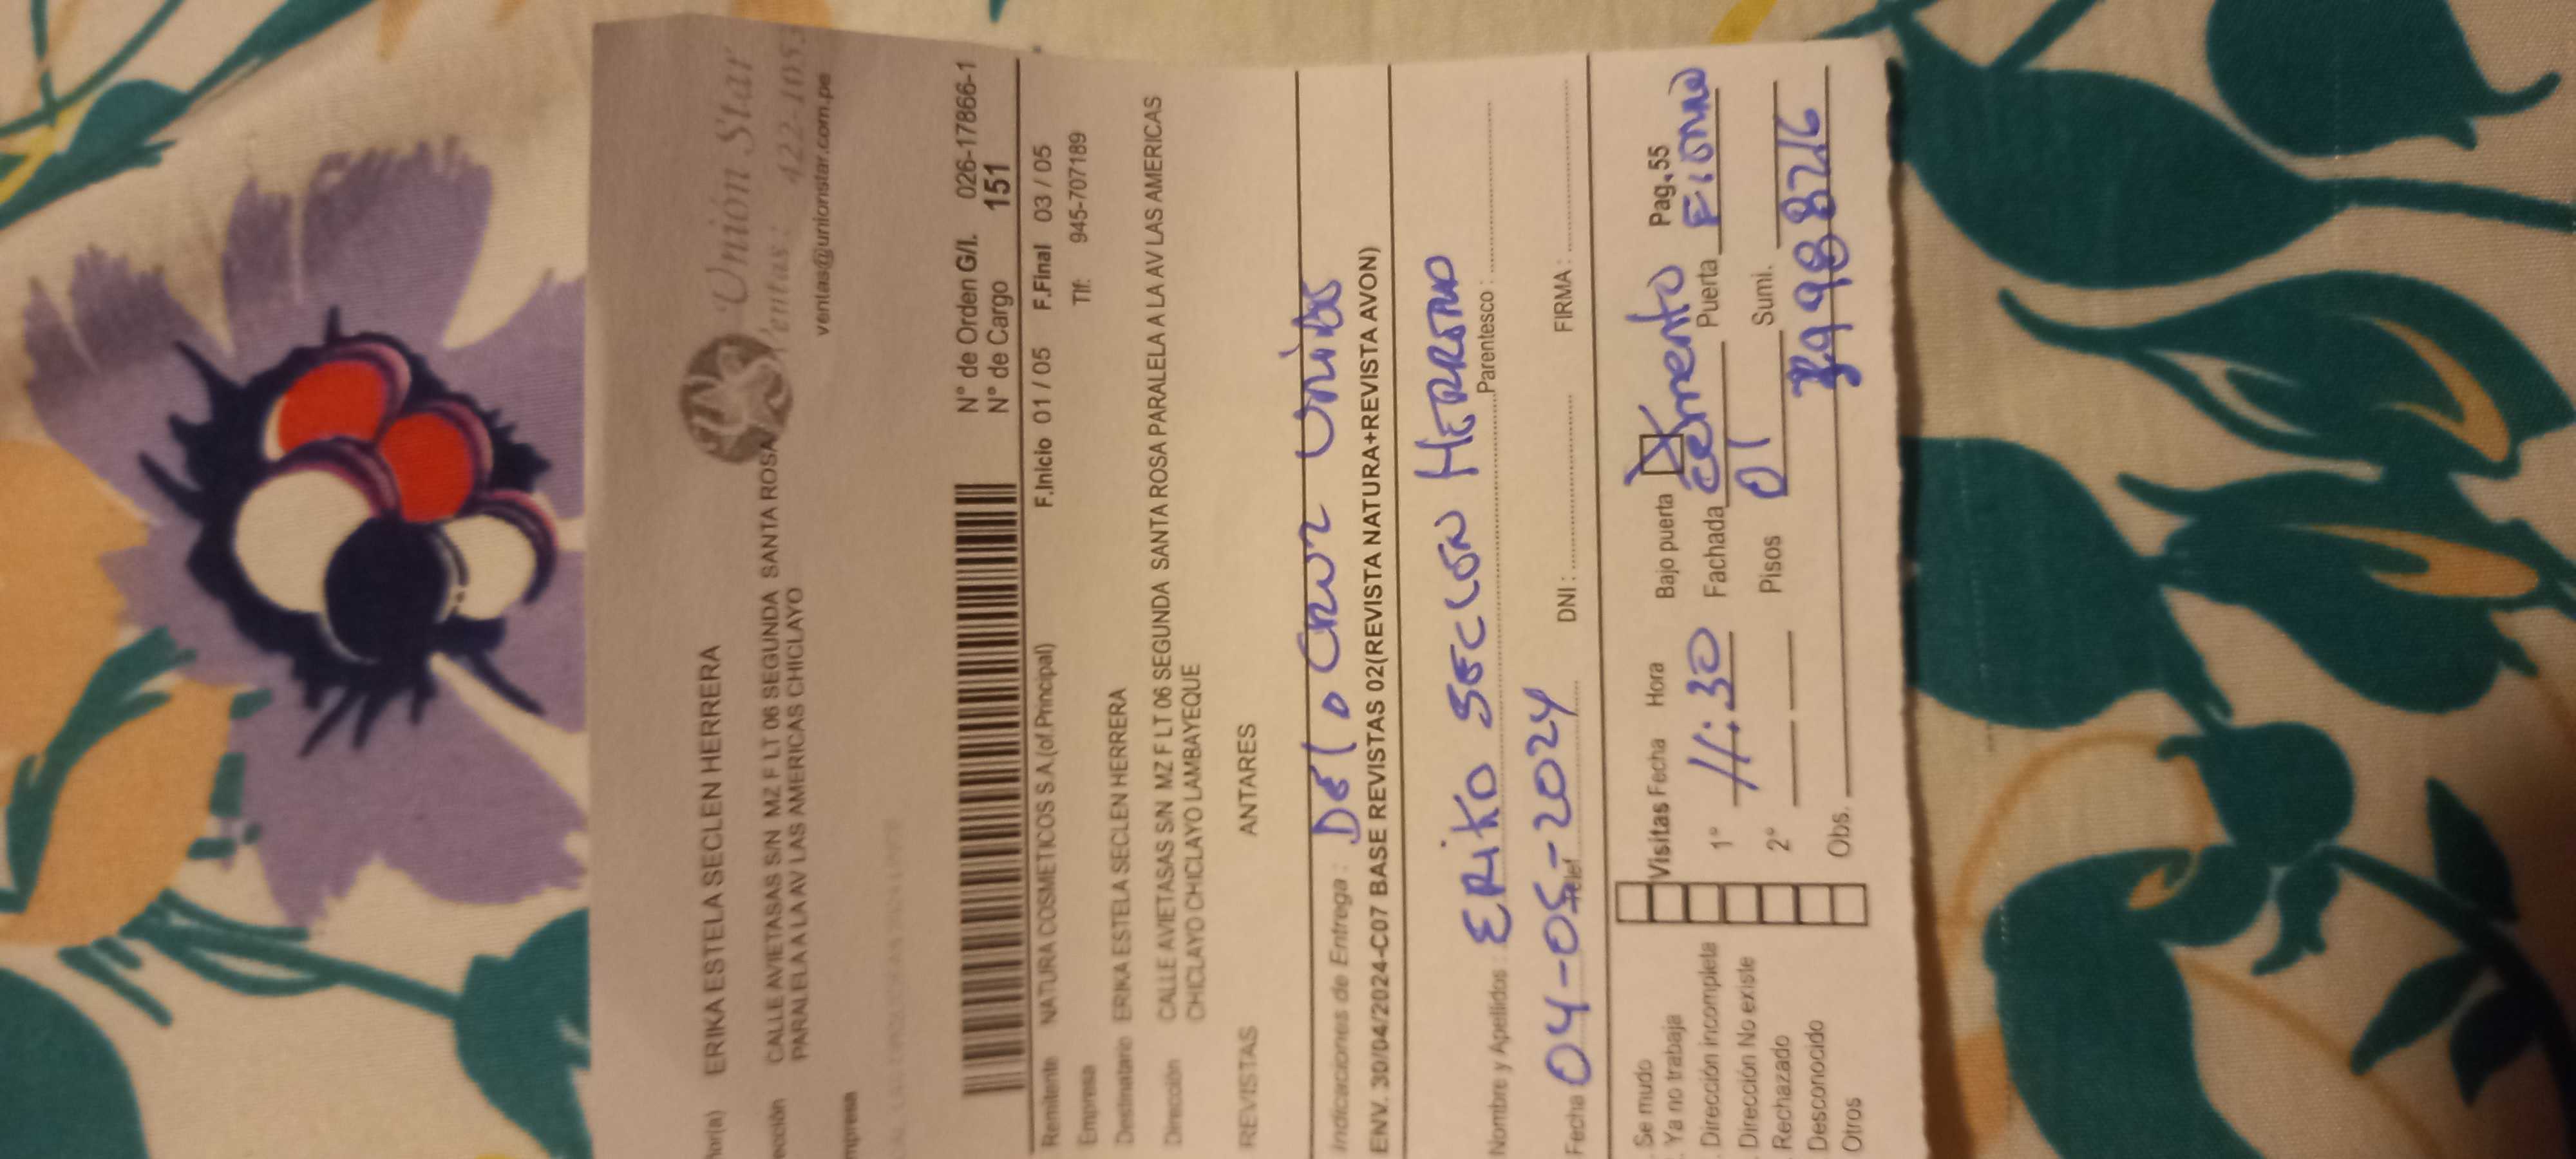 Unión Star
Ventas : 422-105
ventas@unionstar.com.pe
ñor(a) ERIKA ESTELA SECLEN HERRERA
ección CALLE AVIETASAS S/N MZ F LT 06 SEGUNDA SANTA ROSA
PARALELA A LA AV LAS AMERICAS CHICLAYO
mpresa
N° de Orden G/I. 026-17866-1
N° de Cargo 151
Remitente NATURA COSMETICOS S.A.(of.Principal) F.Inicio 01 / 05 F.Final 03 / 05
Empresa Tlf: 945-707189
Destinatario ERIKA ESTELA SECLEN HERRERA
Dirección CALLE AVIETASAS S/N MZ F LT 06 SEGUNDA SANTA ROSA PARALELA A LA AV LAS AMERICAS
CHICLAYO CHICLAYO LAMBAYEQUE
REVISTAS ANTARES
Indicaciones de Entrega :
ENV. 30/04/2024-C07 BASE REVISTAS 02(REVISTA NATURA+REVISTA AVON)
Nombre y Apellidos : ERIKA SECLEN HERRERA Parentesco :
Fecha 04-05-2024 Telef DNI : FIRMA :
Se mudo Visitas Fecha Hora Bajo puerta X Pag.55
Ya no trabaja 1° 11:30 Fachada cemento Puerta
Dirección incompleta 2° Pisos 01 Sumi.
Dirección No existe Obs.
Rechazado
Desconocido
Otros